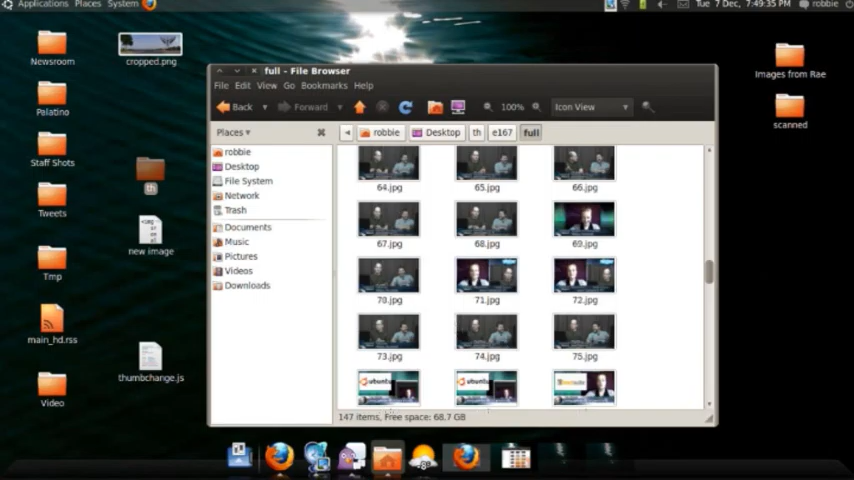 Applications Places System
Tue 7 Dec, 7:49:35 PM robbie
Newsroom
cropped.png
Images from Rae
Palatino
scanned
Staff Shots
th
Tweets
new image
Tmp
main_hd.rss
thumbchange.js
Video
full - File Browser
File Edit View Go Bookmarks Help
Back Forward 100% Icon View
Places robbie Desktop th e167 full
robbie
Desktop
File System
Network
Trash
Documents
Music
Pictures
Videos
Downloads
64.jpg 65.jpg 66.jpg
67.jpg 68.jpg 69.jpg
70.jpg 71.jpg 72.jpg
73.jpg 74.jpg 75.jpg
ubuntu ubuntu
147 items, Free space: 68.7 GB